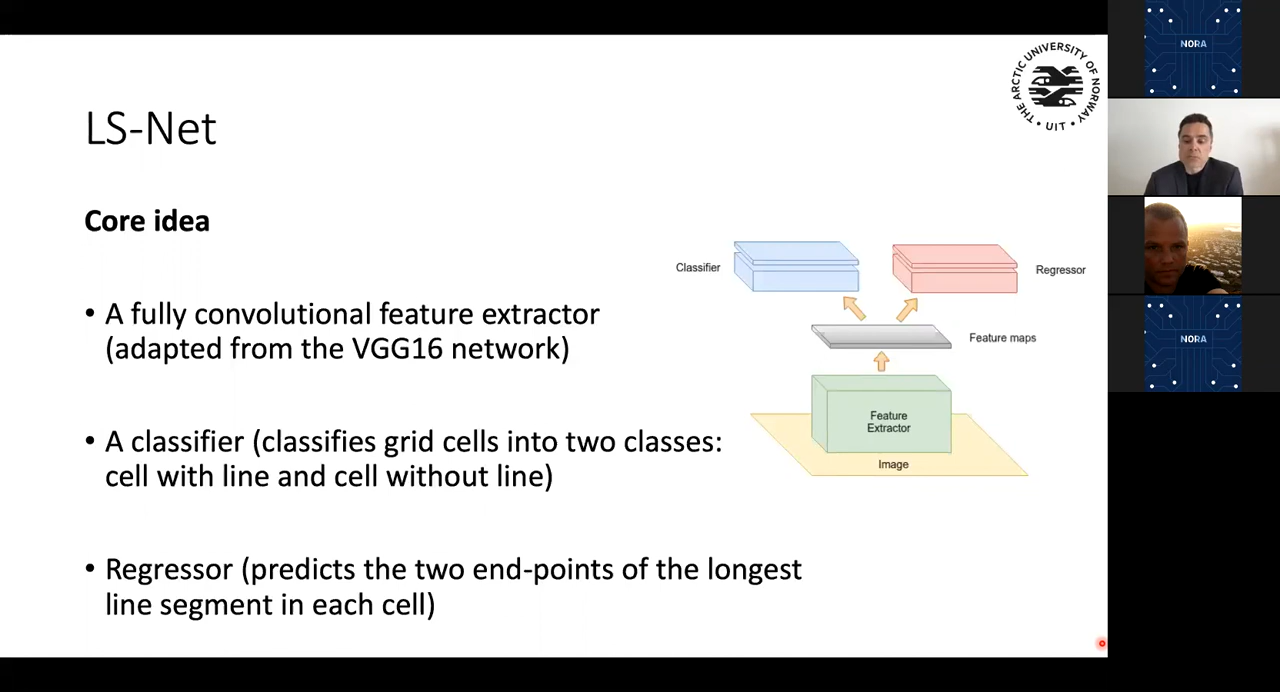 LS-Net
THE ARCTIC UNIVERSITY OF NORWAY
• UIT •
Core idea
• A fully convolutional feature extractor
(adapted from the VGG16 network)
• A classifier (classifies grid cells into two classes:
cell with line and cell without line)
• Regressor (predicts the two end-points of the longest
line segment in each cell)
Classifier
Regressor
Feature maps
Feature
Extractor
Image
NORA
NORA